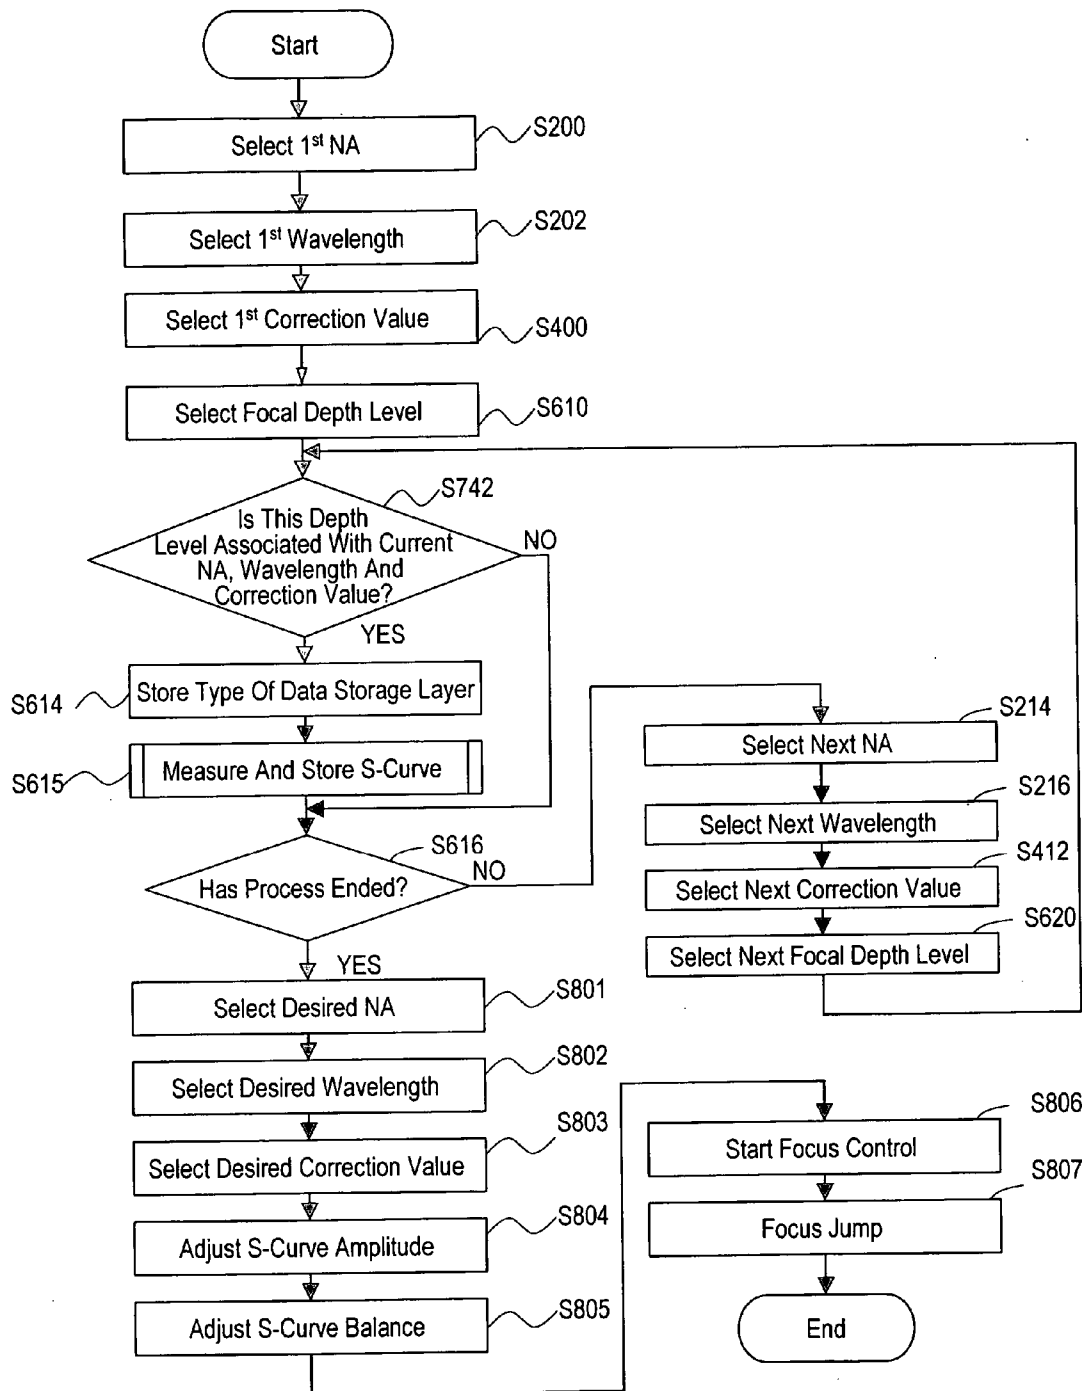 Start
Select 1st NA
S200
Select 1st Wavelength
S202
Select 1st Correction Value
S400
Select Focal Depth Level
S610
S742
Is This Depth
Level Associated With Current
NA, Wavelength And
Correction Value?
NO
YES
S614
Store Type Of Data Storage Layer
S615
Measure And Store S-Curve
S616
Has Process Ended?
NO
YES
S214
Select Next NA
S216
Select Next Wavelength
S412
Select Next Correction Value
S620
Select Next Focal Depth Level
S801
Select Desired NA
S802
Select Desired Wavelength
S803
Select Desired Correction Value
S804
Adjust S-Curve Amplitude
S805
Adjust S-Curve Balance
S806
Start Focus Control
S807
Focus Jump
End